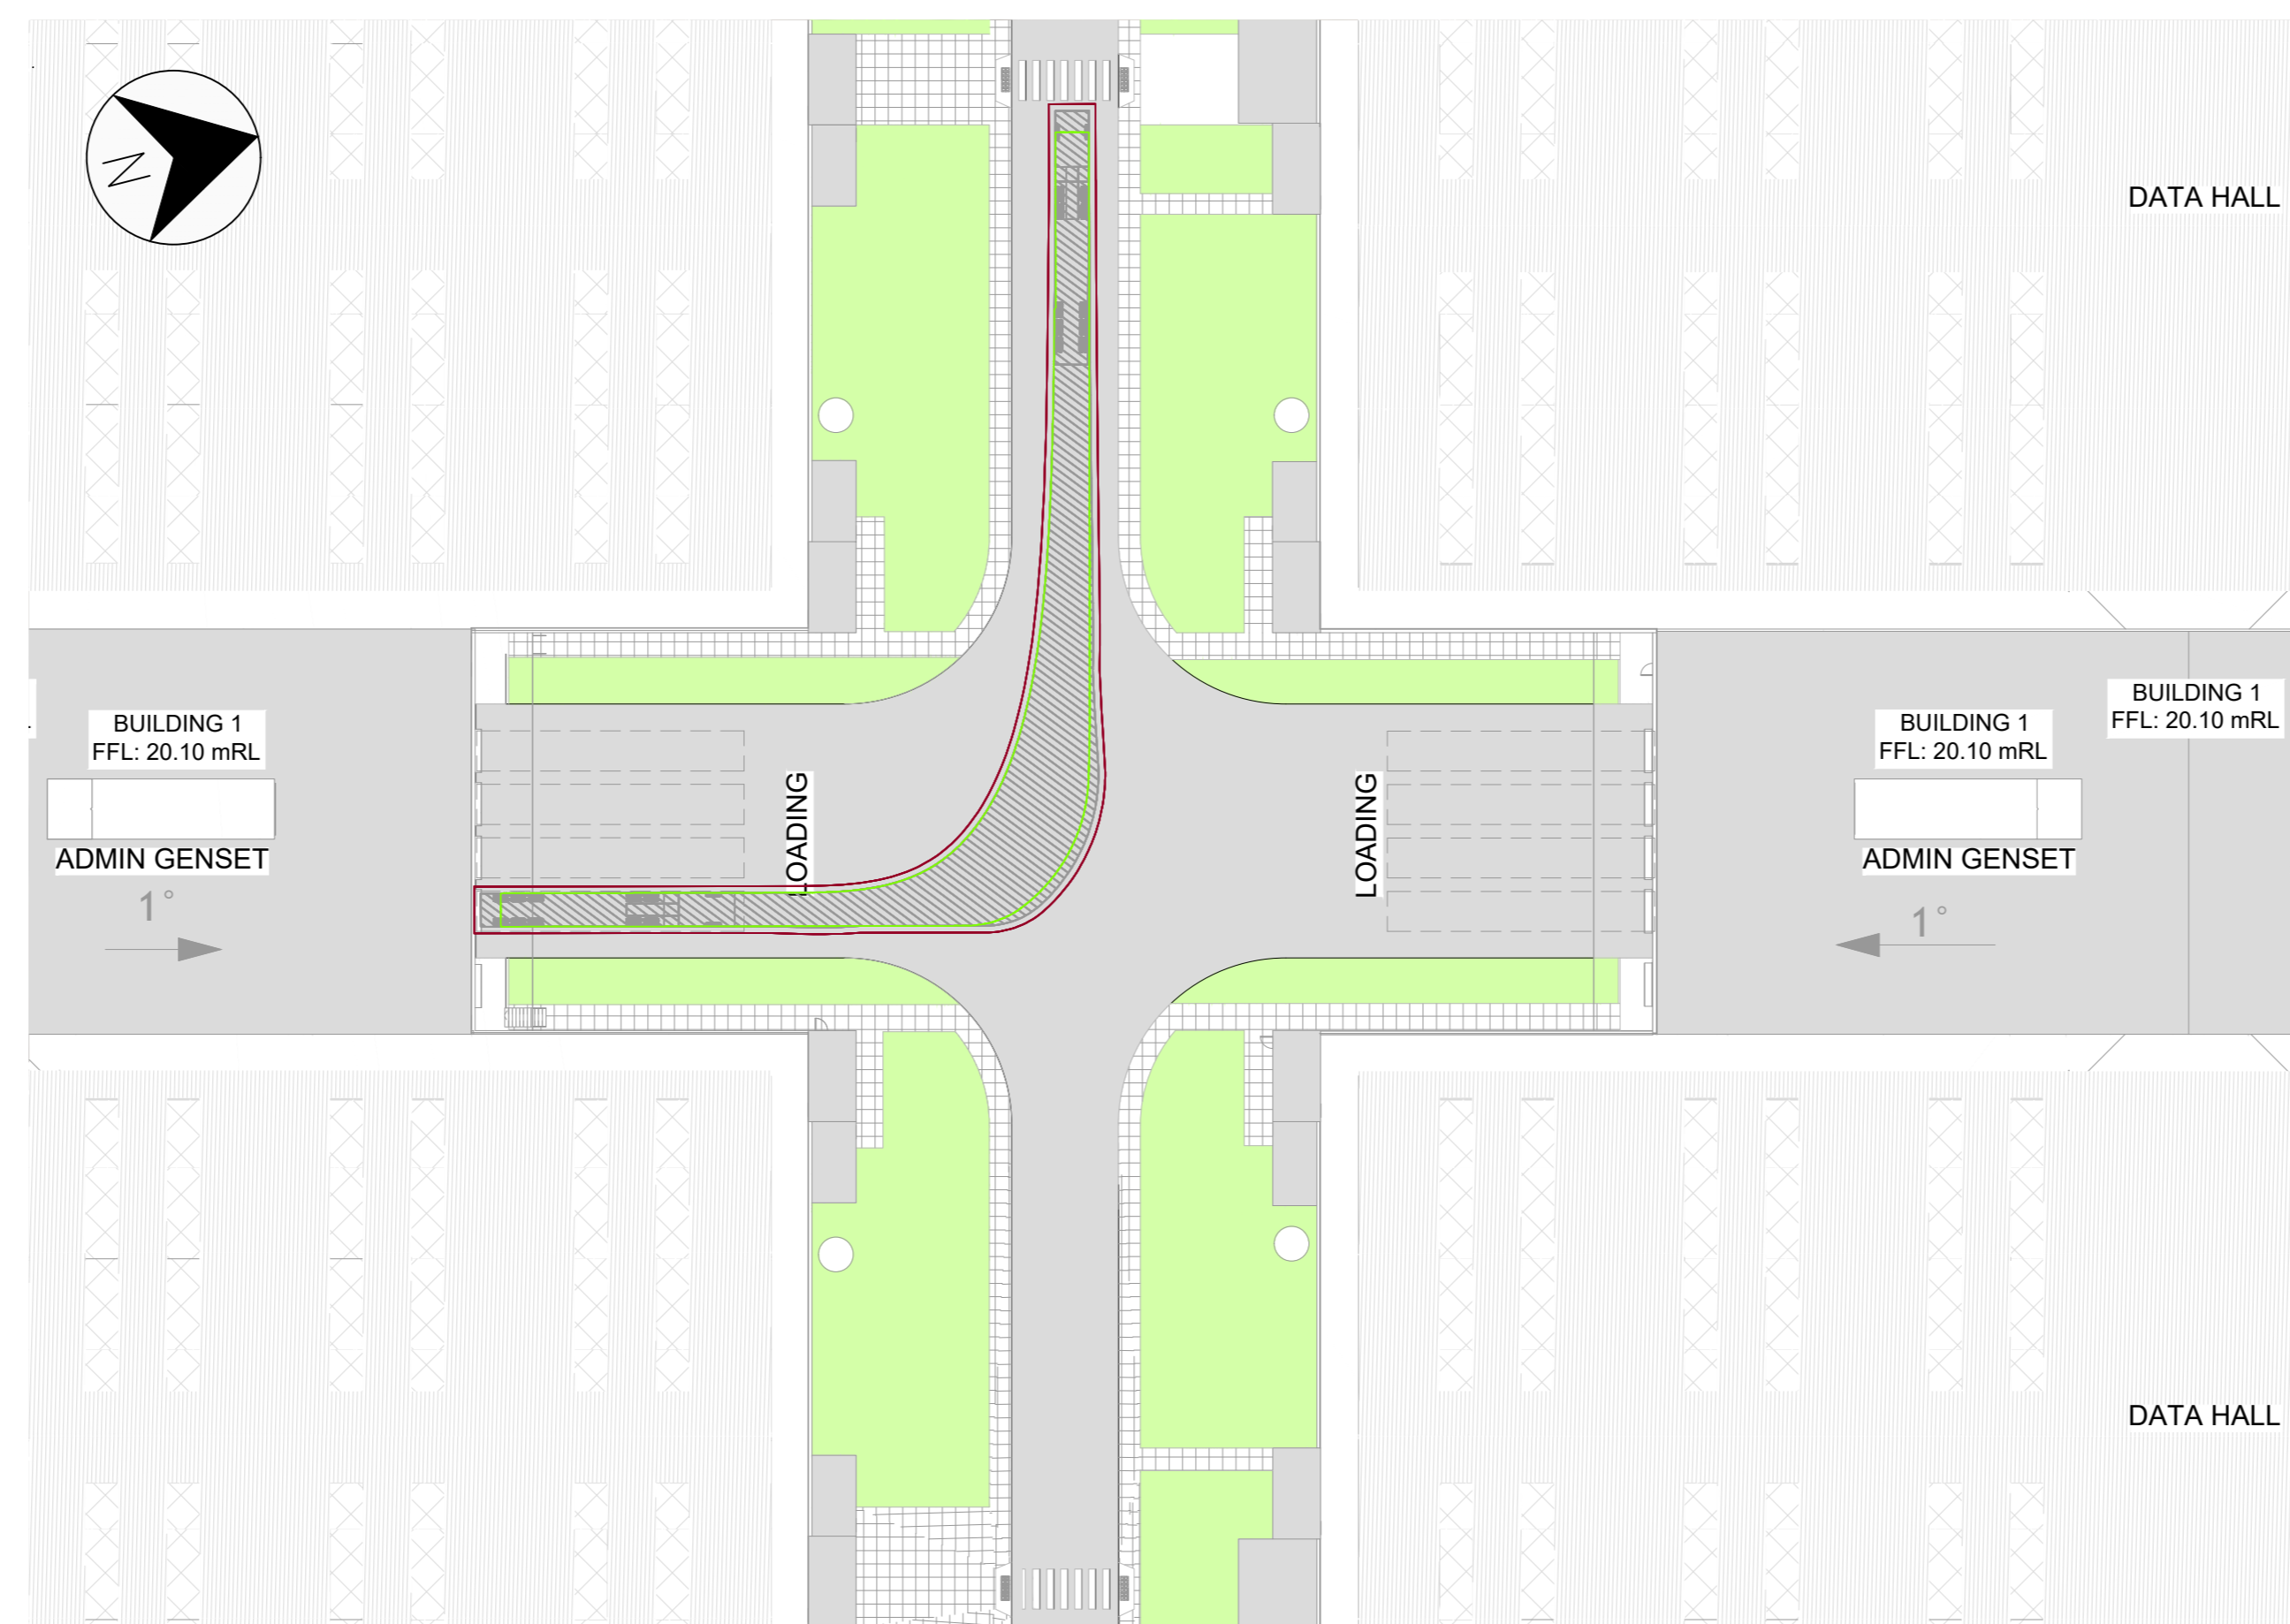 N
DATA HALL
BUILDING 1
FFL: 20.10 mRL
ADMIN GENSET
1°
LOADING
LOADING
BUILDING 1
FFL: 20.10 mRL
ADMIN GENSET
1°
BUILDING 1
FFL: 20.10 mRL
DATA HALL